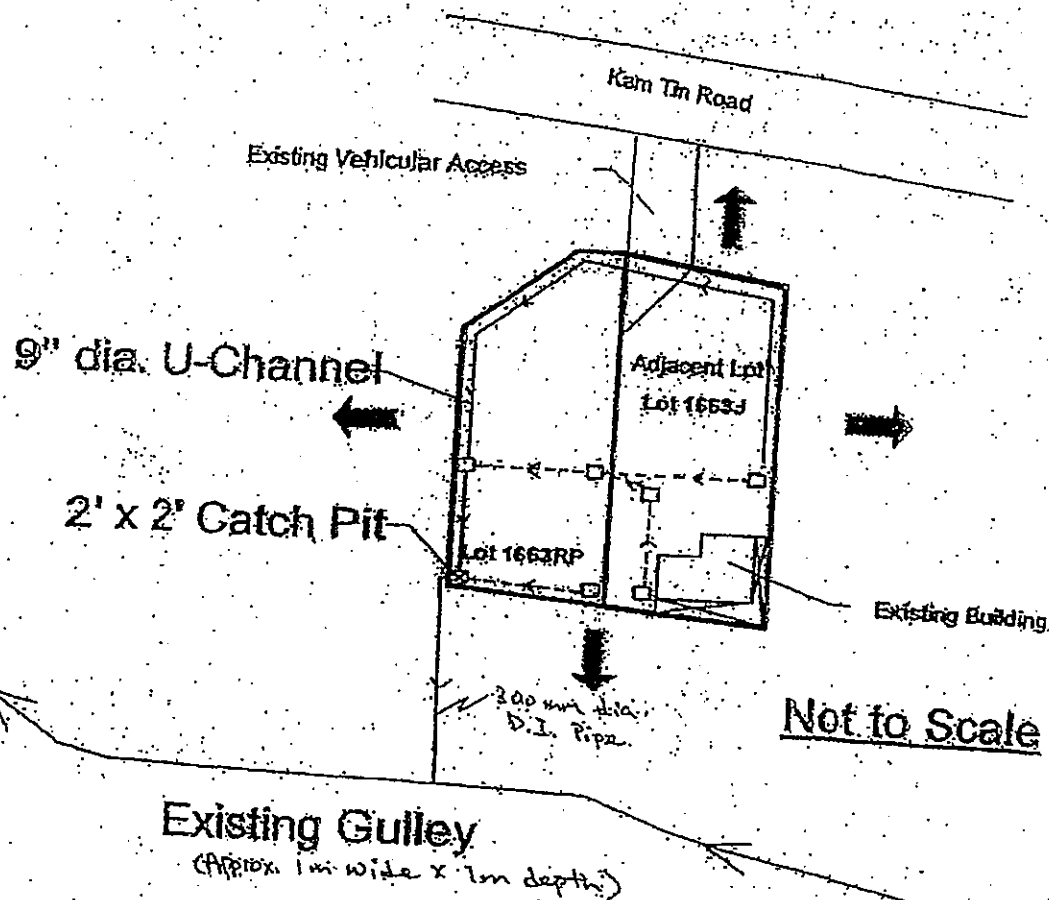 Kam Tin Road
Existing Vehicular Access
9" dia. U-Channel
Adjacent Lot
Lot 1663J
2' x 2' Catch Pit
Lot 1663RP
Existing Building
300 mm dia.
D.I. Pipe.
Not to Scale
Existing Gulley
(Approx. 1m wide x 1m depth)